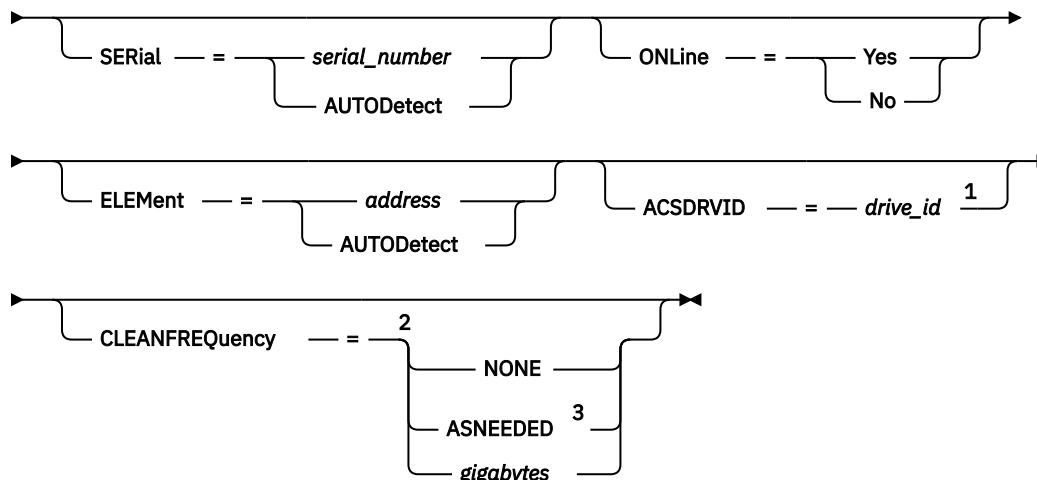 SERial = serial_number
AUTODetect
ONLine = Yes
No
ELEMent = address
AUTODetect
ACSDRVID = drive_id 1
CLEANFREQuency = 2
NONE
ASNEEDED 3
gigabytes